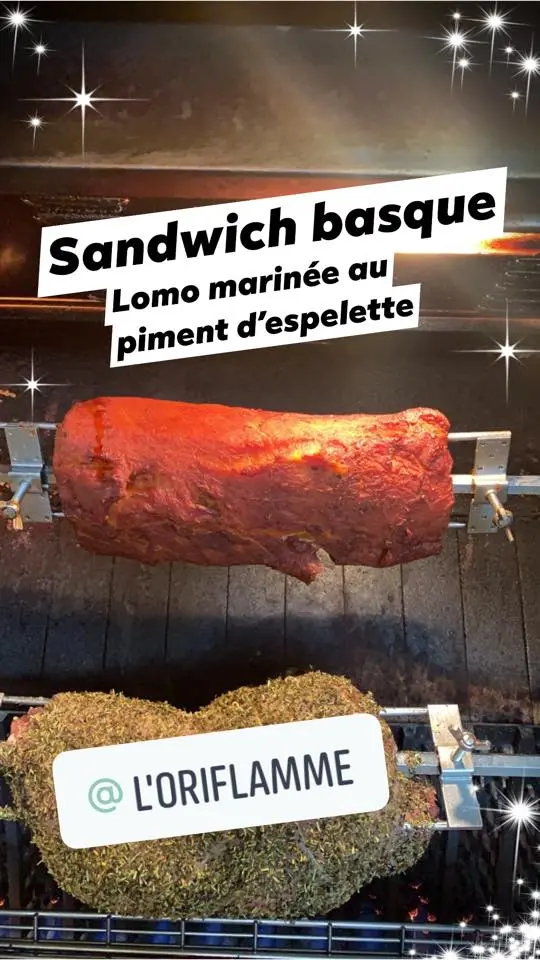 Sandwich basque
Lomo marinée au
piment d’espelette
@ L'ORIFLAMME